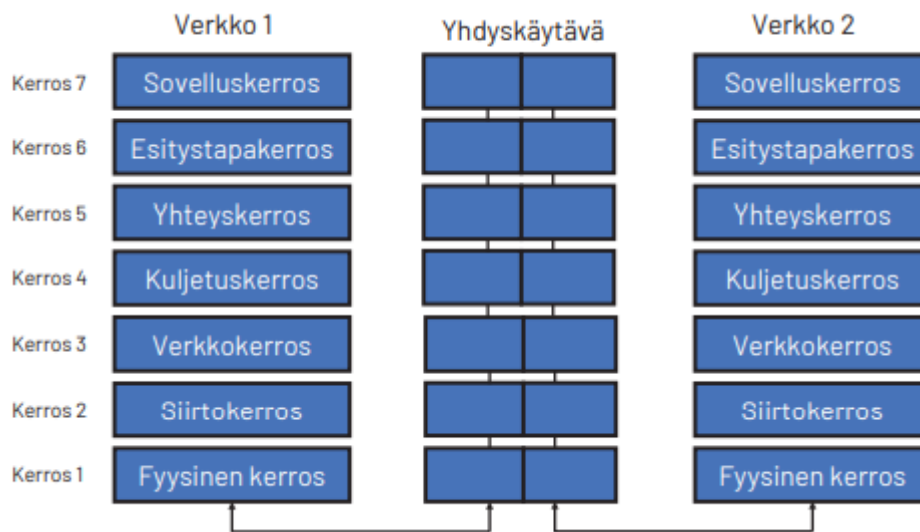 Verkko 1 Yhdyskäytävä Verkko 2
Kerros 7 Sovelluskerros Sovelluskerros
Kerros 6 Esitystapakerros Esitystapakerros
Kerros 5 Yhteyskerros Yhteyskerros
Kerros 4 Kuljetuskerros Kuljetuskerros
Kerros 3 Verkkokerros Verkkokerros
Kerros 2 Siirtokerros Siirtokerros
Kerros 1 Fyysinen kerros Fyysinen kerros